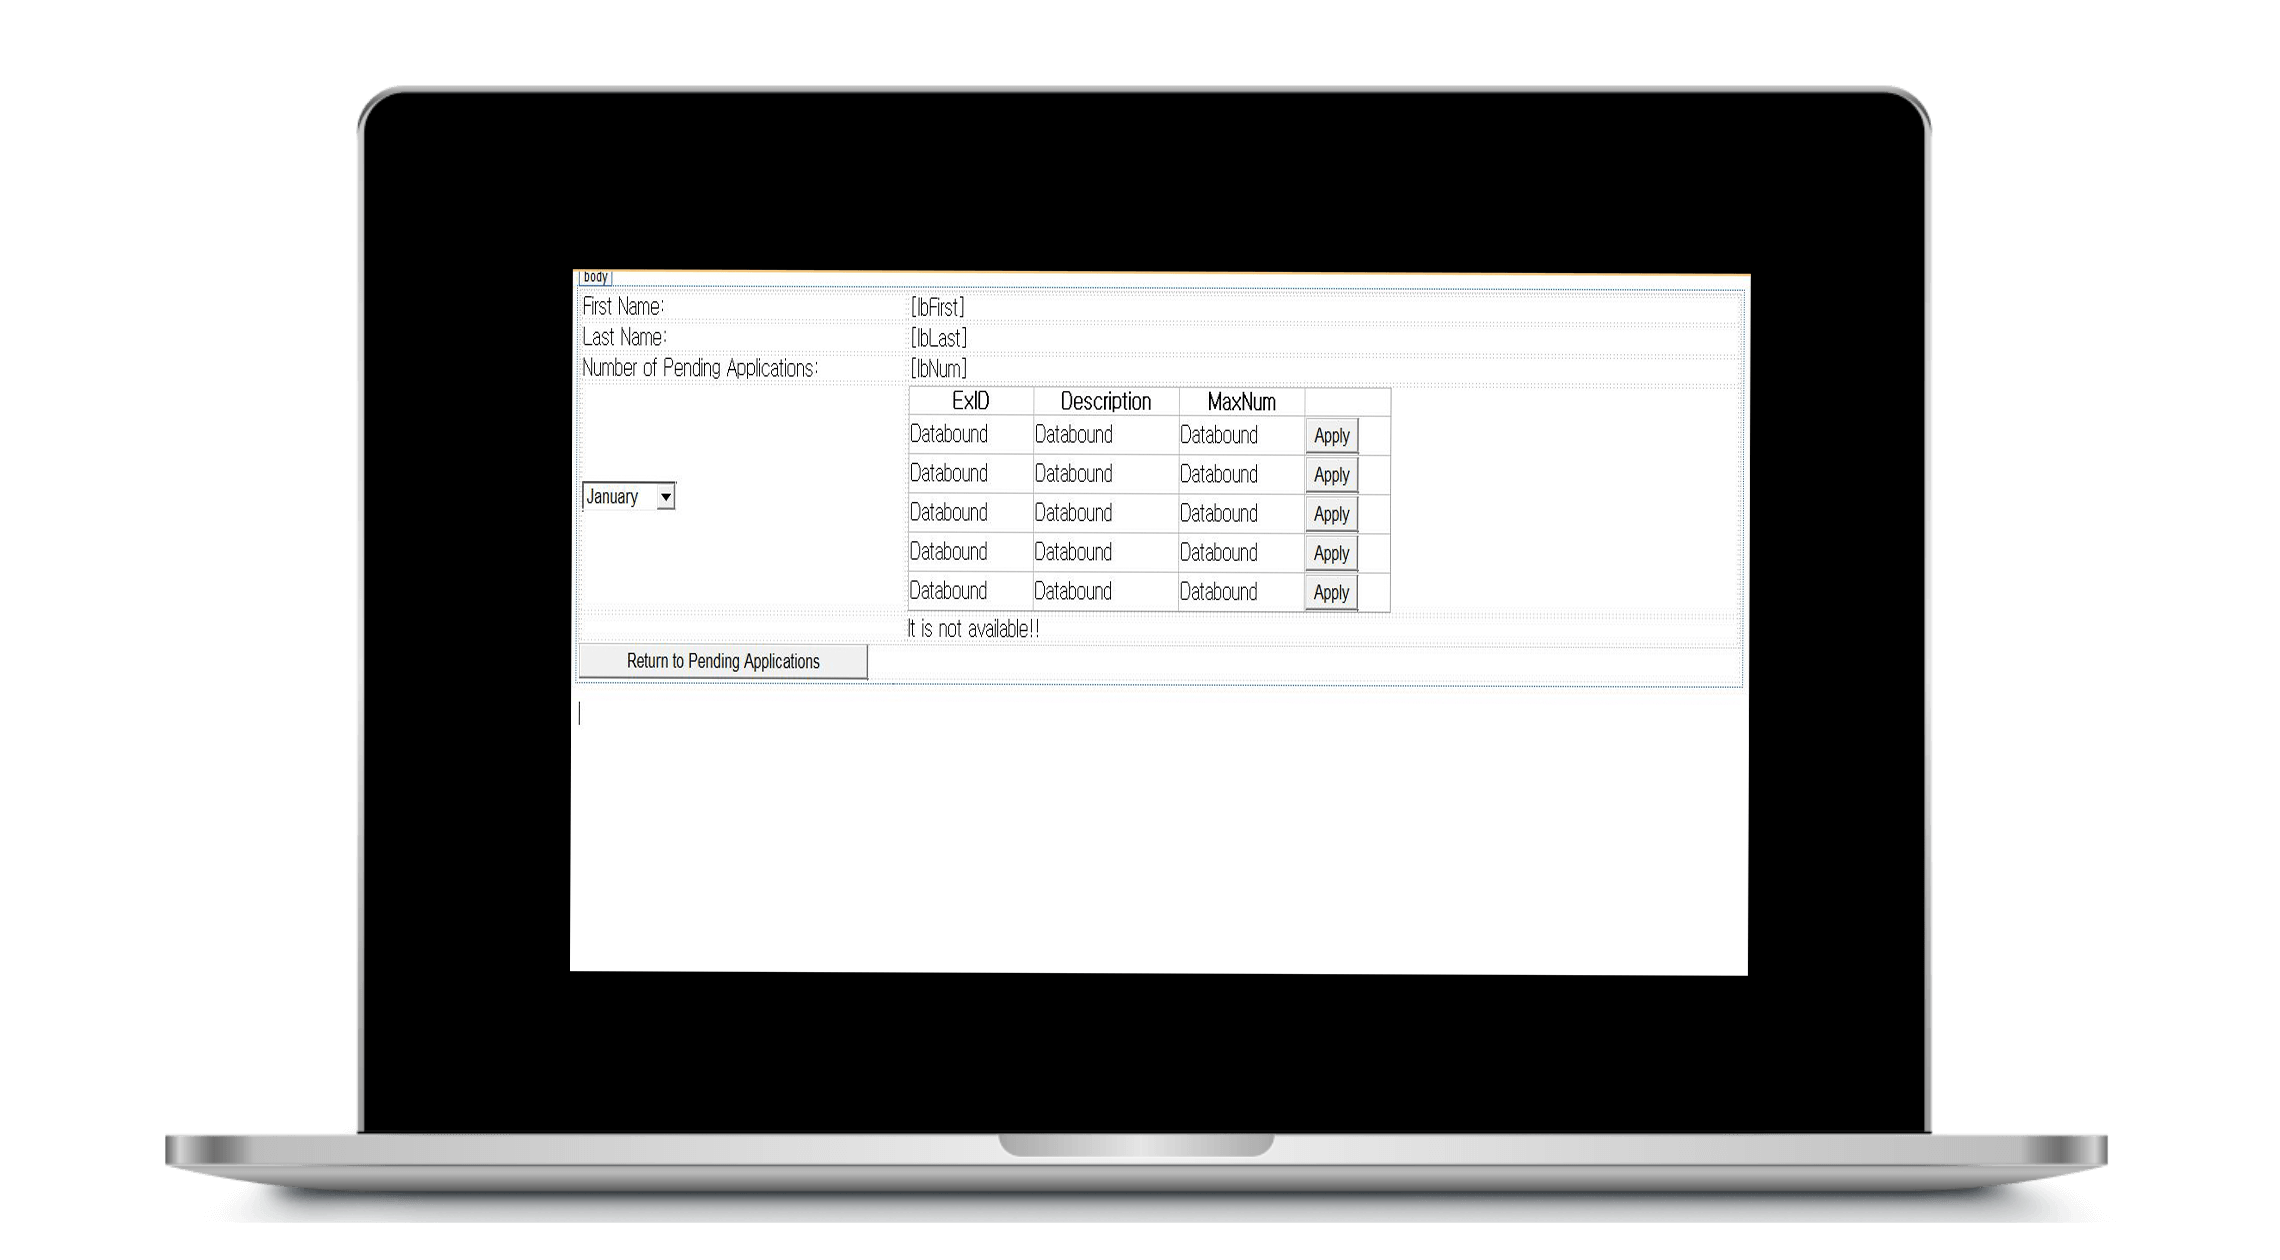 body
First Name: [lbFirst]
Last Name: [lbLast]
Number of Pending Applications: [lbNum]
ExID Description MaxNum
Databound Databound Databound Apply
Databound Databound Databound Apply
January
Databound Databound Databound Apply
Databound Databound Databound Apply
Databound Databound Databound Apply
It is not available!!
Return to Pending Applications